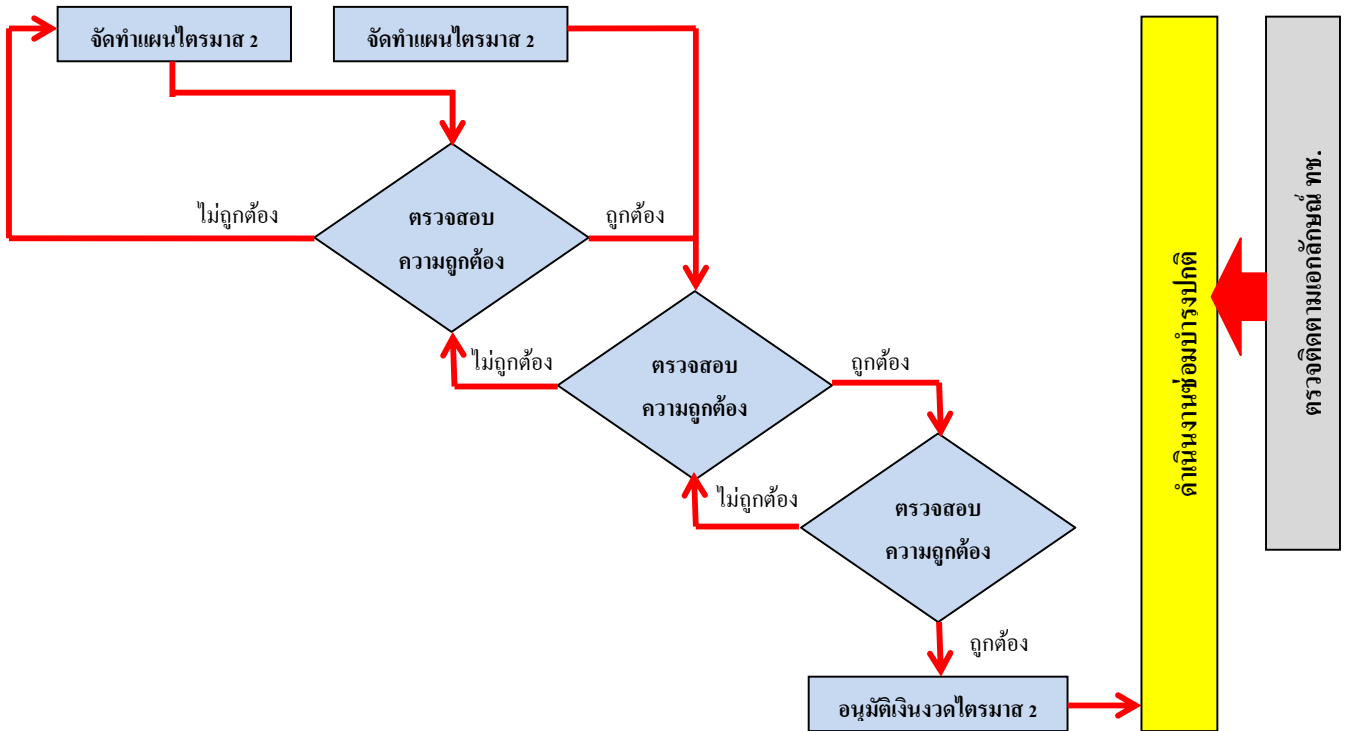 จัดทำแผนไตรมาส 2
จัดทำแผนไตรมาส 2
ไม่ถูกต้อง
ตรวจสอบ
ความถูกต้อง
ถูกต้อง
ไม่ถูกต้อง
ตรวจสอบ
ความถูกต้อง
ถูกต้อง
ไม่ถูกต้อง
ตรวจสอบ
ความถูกต้อง
ถูกต้อง
อนุมัติเงินงวดไตรมาส 2
ดำเนินงานซ่อมบำรุงปกติ
ตรวจติดตามเอกลักษณ์ ทช.